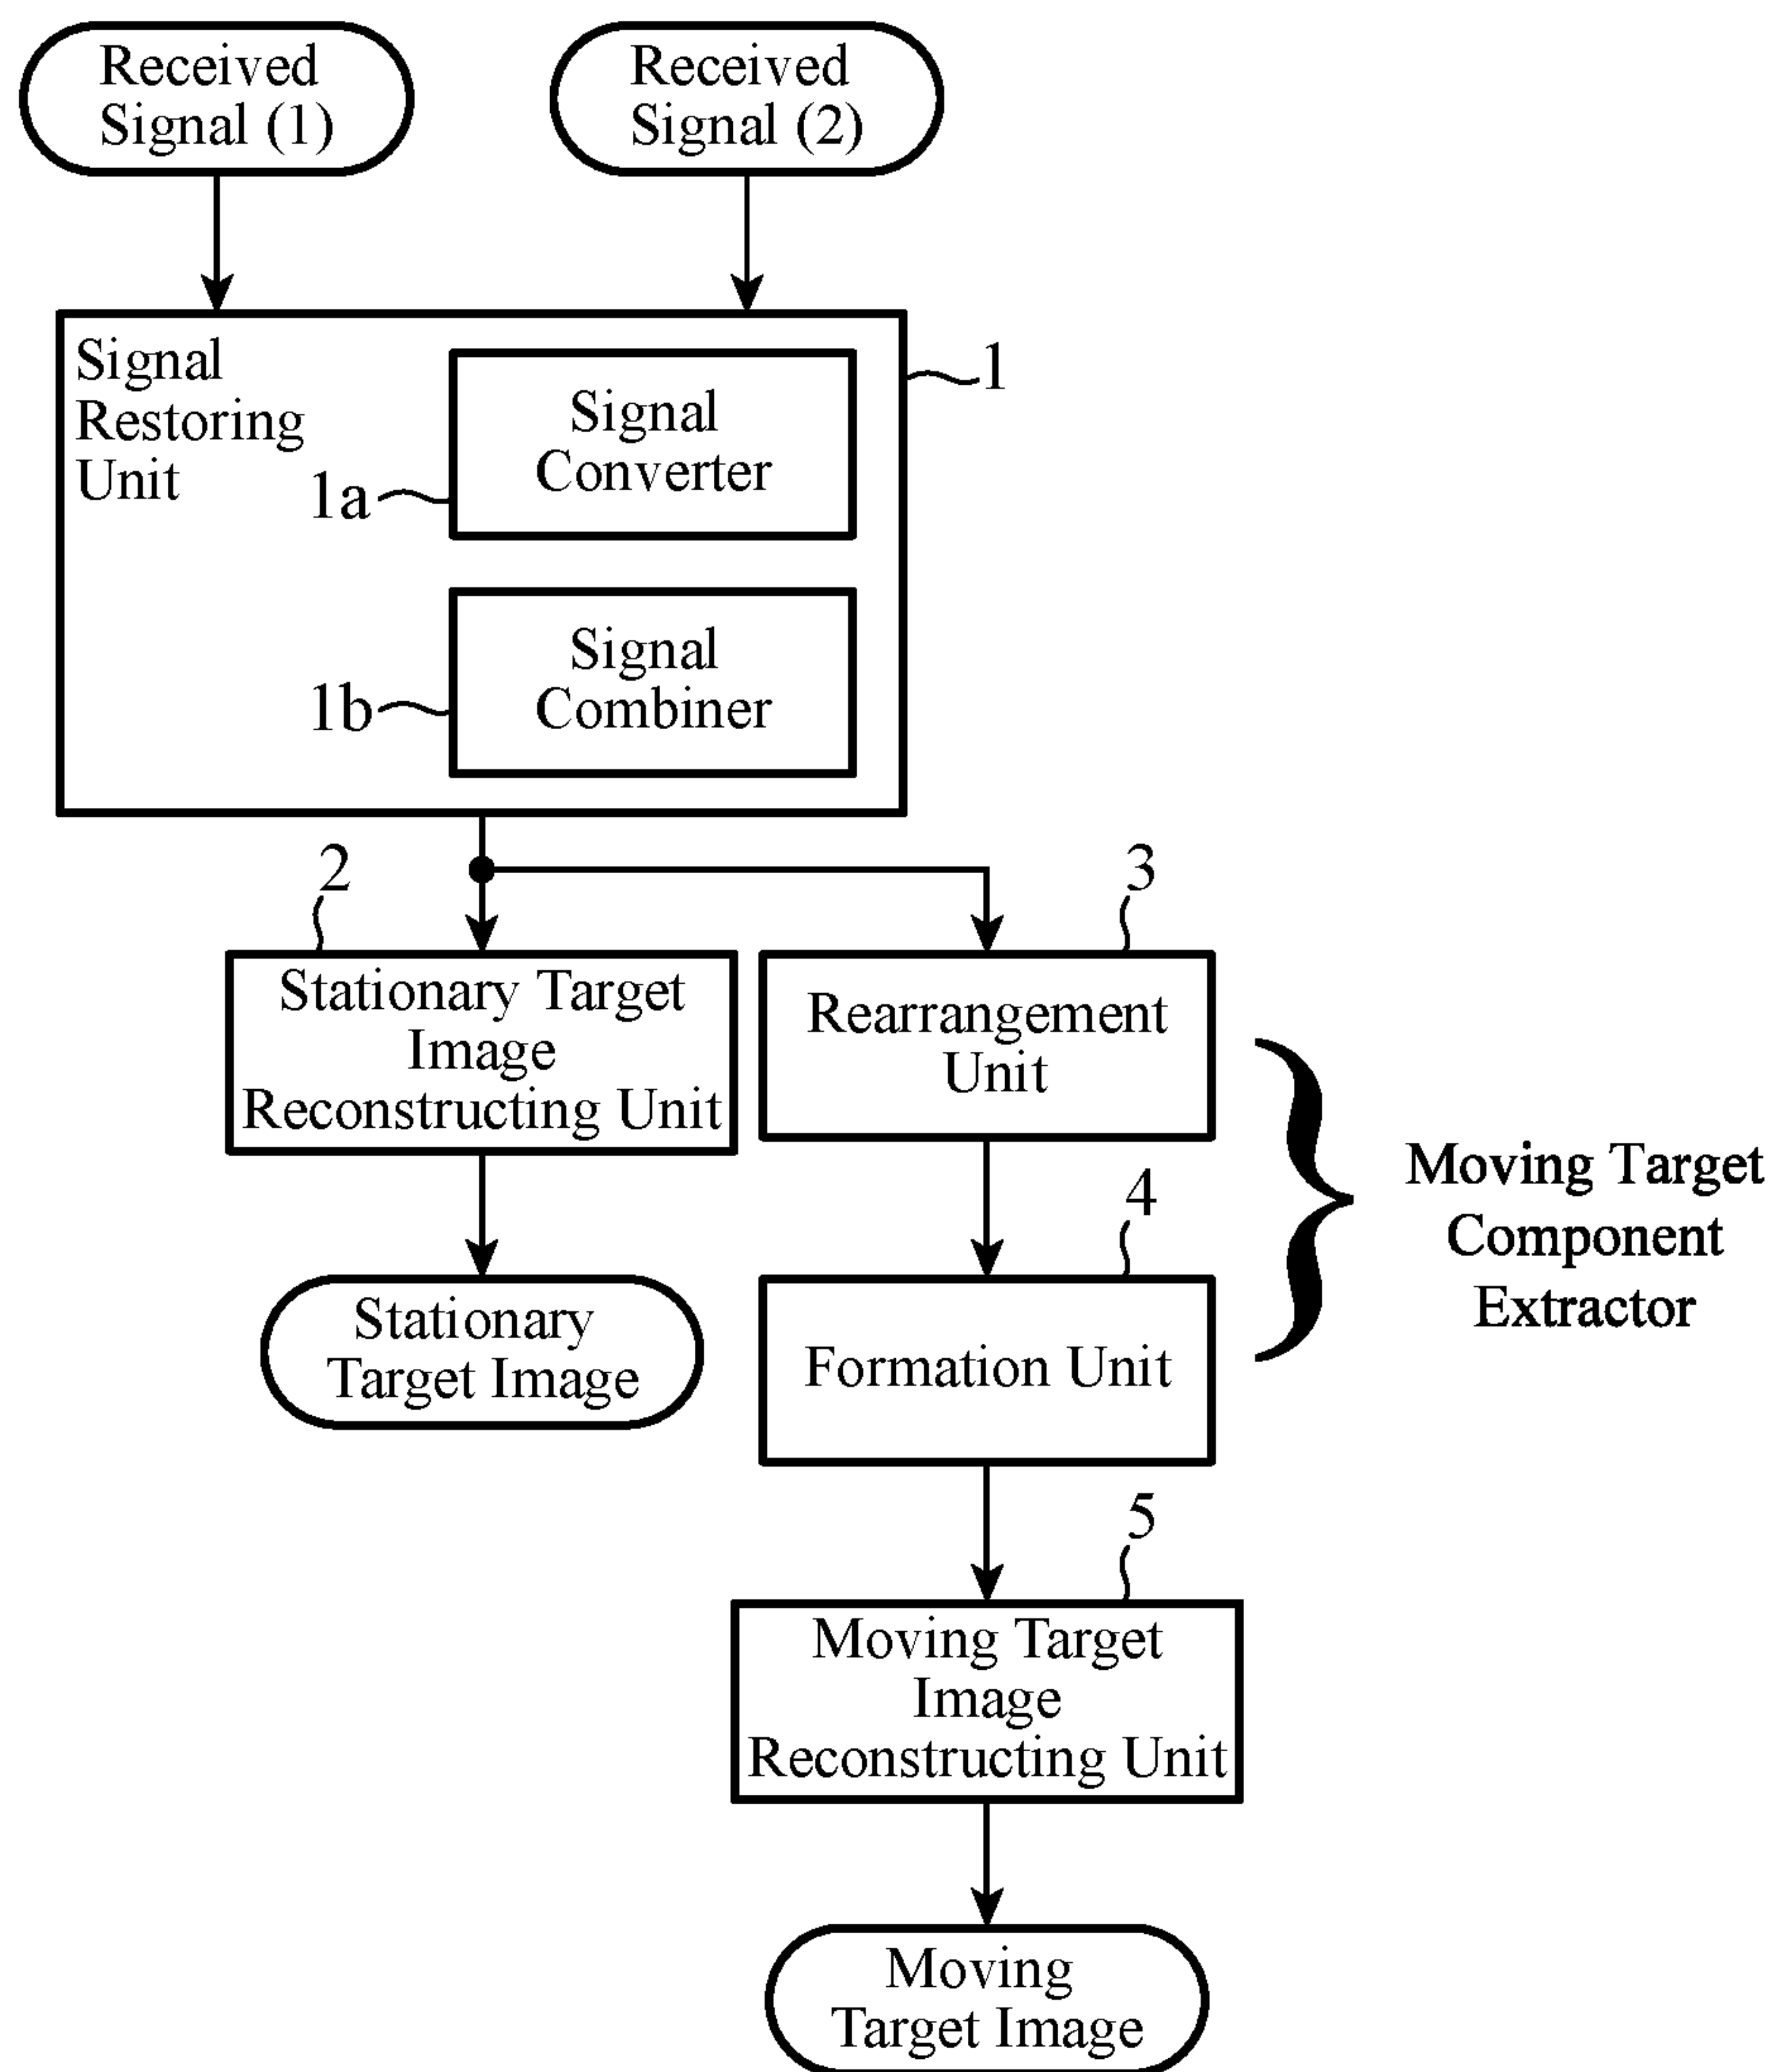 Received
Signal (1)
Received
Signal (2)
Signal
Restoring
Unit
1
Signal
Converter
1a
Signal
Combiner
1b
2
3
Stationary Target
Image
Reconstructing Unit
Rearrangement
Unit
Moving Target
Component
Extractor
4
Stationary
Target Image
Formation Unit
5
Moving Target
Image
Reconstructing Unit
Moving
Target Image